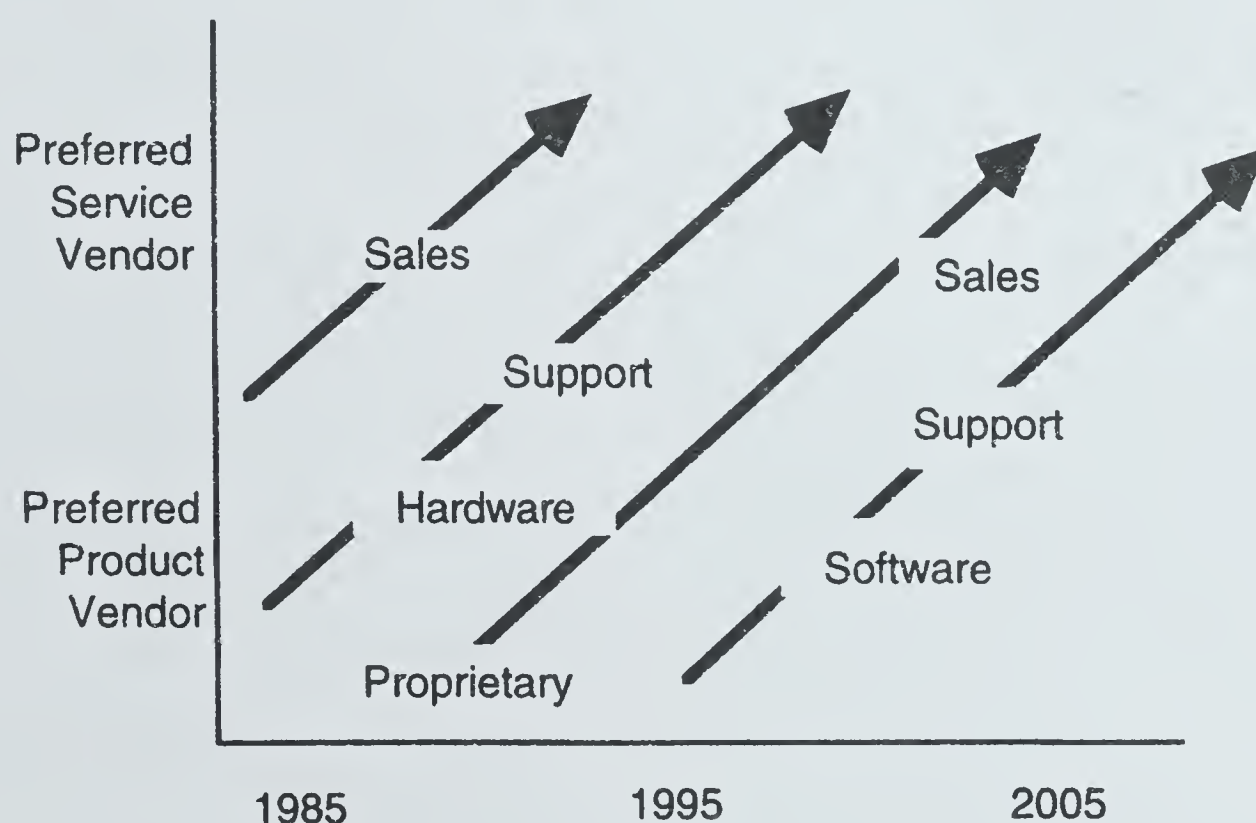 Preferred
Service
Vendor
Sales
Sales
Support
Support
Preferred
Product
Vendor
Hardware
Software
Proprietary
1985 1995 2005